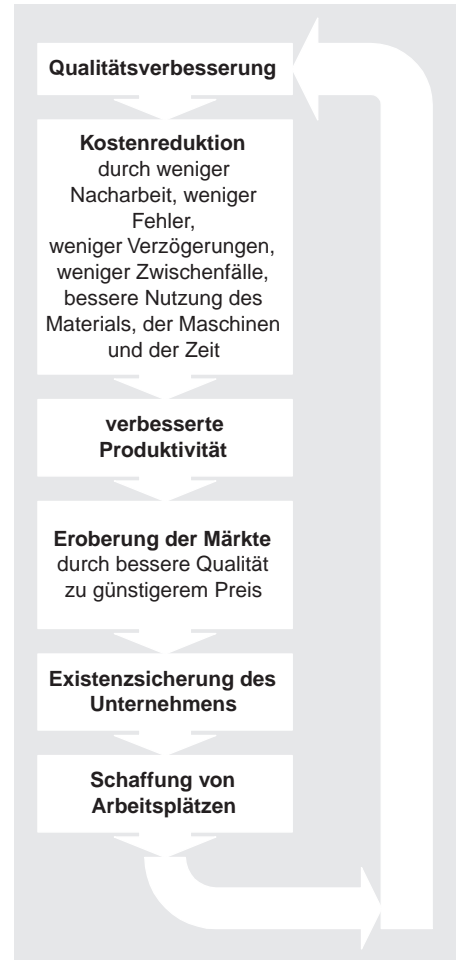 Qualitätsverbesserung
Kostenreduktion
durch weniger
Nacharbeit, weniger
Fehler,
weniger Verzögerungen,
weniger Zwischenfälle,
bessere Nutzung des
Materials, der Maschinen
und der Zeit
verbesserte
Produktivität
Eroberung der Märkte
durch bessere Qualität
zu günstigerem Preis
Existenzsicherung des
Unternehmens
Schaffung von
Arbeitsplätzen